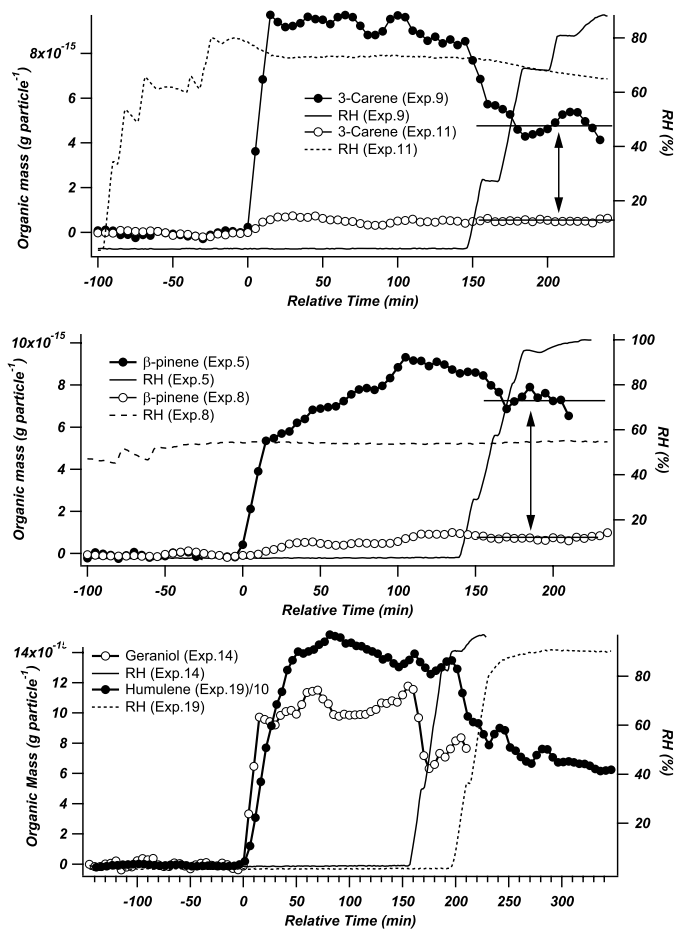 8x10⁻¹⁵
6
4
2
0
Organic mass (g particle⁻¹)
80
60
40
20
RH (%)
3-Carene (Exp.9)
RH (Exp.9)
3-Carene (Exp.11)
RH (Exp.11)
-100 -50 0 50 100 150 200
Relative Time (min)
10x10⁻¹⁵
8
6
4
2
0
Organic mass (g particle⁻¹)
100
80
60
40
20
RH (%)
β-pinene (Exp.5)
RH (Exp.5)
β-pinene (Exp.8)
RH (Exp.8)
-100 -50 0 50 100 150 200
Relative Time (min)
14x10
12
10
8
6
4
2
0
Organic Mass (g particle⁻¹)
80
60
40
20
RH (%)
Geraniol (Exp.14)
RH (Exp.14)
Humulene (Exp.19)/10
RH (Exp.19)
-100 0 100 200 300
Relative Time (min)